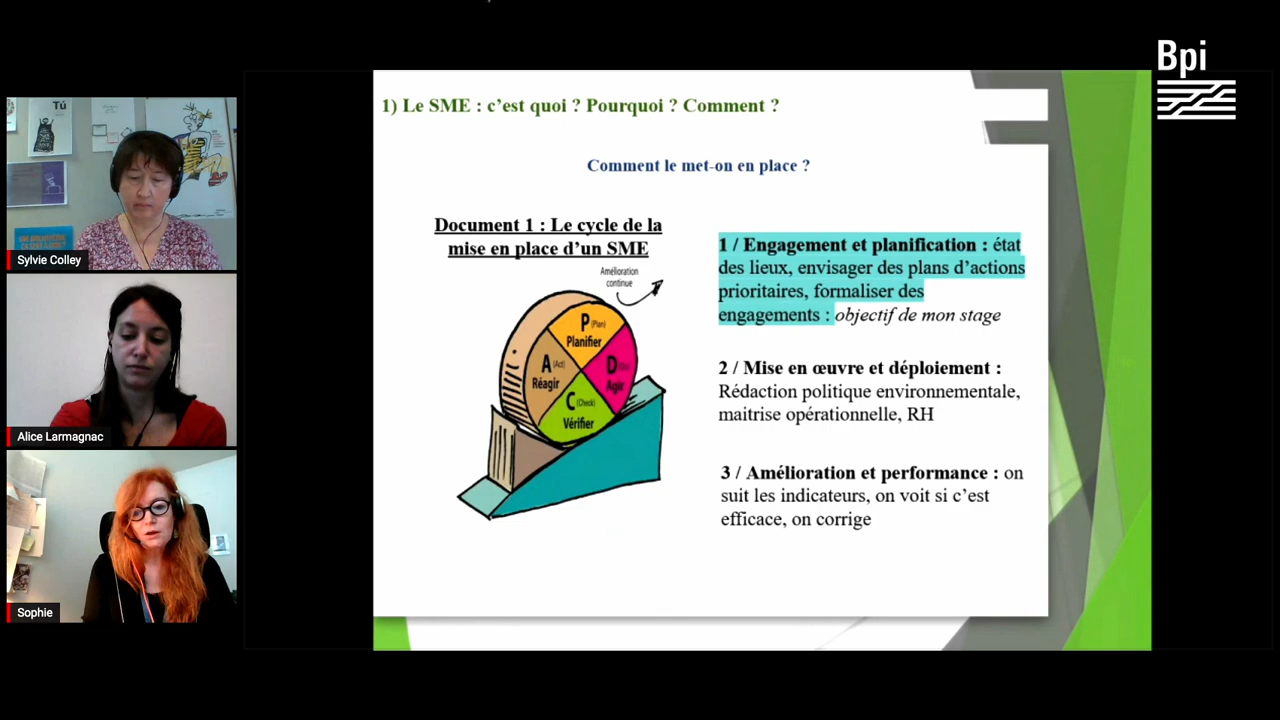 Bpi
Tú
Sylvie Colley
Alice Larmagnac
Sophie
1) Le SME : c’est quoi ? Pourquoi ? Comment ?
Comment le met-on en place ?
Document 1 : Le cycle de la
mise en place d’un SME
Amélioration
continue
P (Plan)
Planifier
A (Act)
Réagir
D (Do)
Agir
C (Check)
Vérifier
1 / Engagement et planification : état
des lieux, envisager des plans d’actions
prioritaires, formaliser des
engagements : objectif de mon stage
2 / Mise en œuvre et déploiement :
Rédaction politique environnementale,
maitrise opérationnelle, RH
3 / Amélioration et performance : on
suit les indicateurs, on voit si c’est
efficace, on corrige